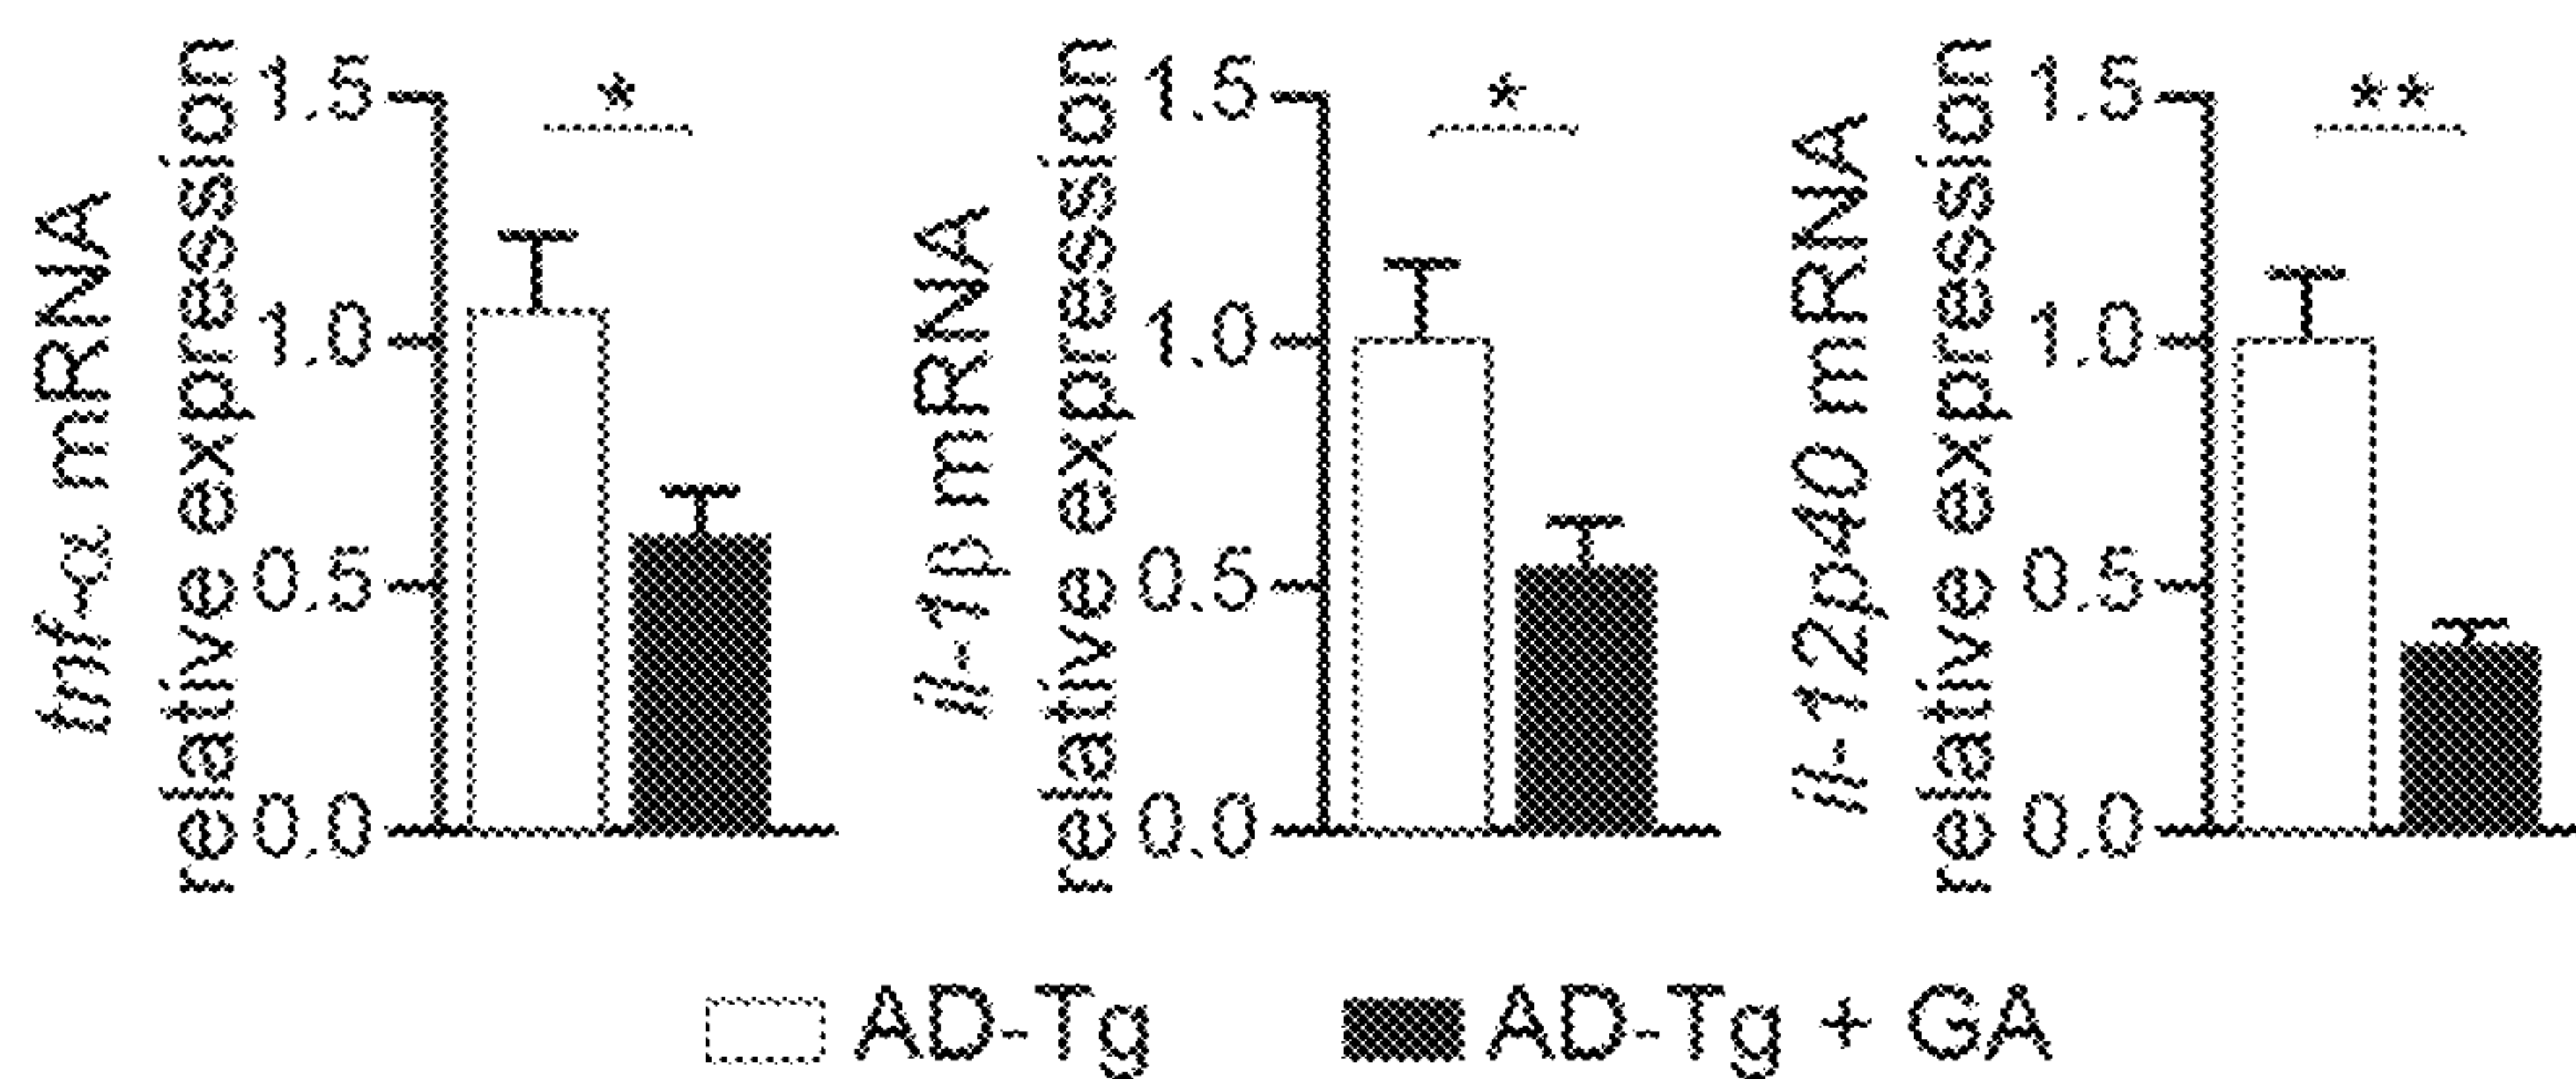 tnf-α mRNA
relative expression
1.5
1.0
0.5
0.0
*
il-1β mRNA
relative expression
1.5
1.0
0.5
0.0
*
il-12p40 mRNA
relative expression
1.5
1.0
0.5
0.0
**
AD-Tg
AD-Tg + GA